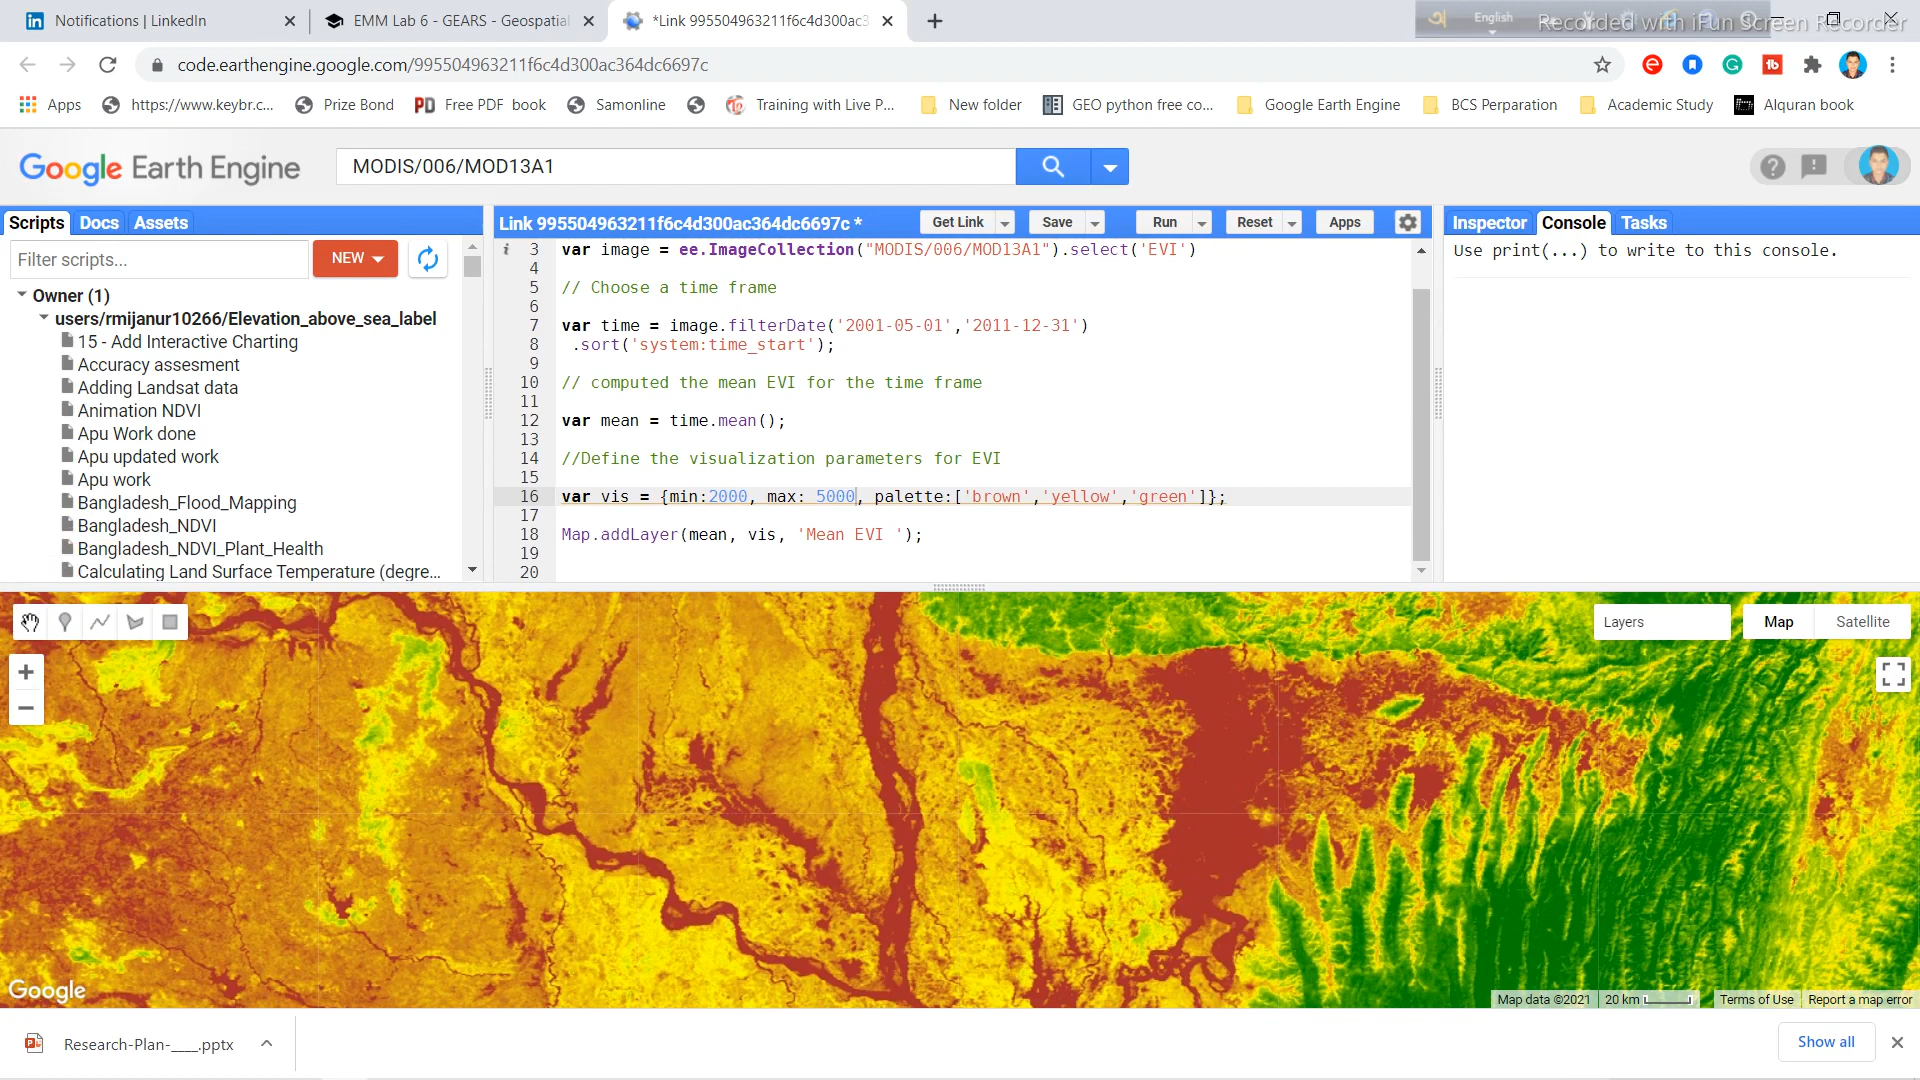 Notifications | LinkedIn
EMM Lab 6 - GEARS - Geospatial
*Link 995504963211f6c4d300ac3
English
Recorded with iFun Screen Recorder
code.earthengine.google.com/995504963211f6c4d300ac364dc6697c
Apps
https://www.keybr.c...
Prize Bond
Free PDF book
Samonline
Training with Live P...
New folder
GEO python free co...
Google Earth Engine
BCS Perparation
Academic Study
Alquran book
Google Earth Engine
MODIS/006/MOD13A1
Scripts
Docs
Assets
Filter scripts...
NEW
Owner (1)
users/rmijanur10266/Elevation_above_sea_label
15 - Add Interactive Charting
Accuracy assesment
Adding Landsat data
Animation NDVI
Apu Work done
Apu updated work
Apu work
Bangladesh_Flood_Mapping
Bangladesh_NDVI
Bangladesh_NDVI_Plant_Health
Calculating Land Surface Temperature (degre...
Link 995504963211f6c4d300ac364dc6697c *
Get Link
Save
Run
Reset
Apps
i 3 var image = ee.ImageCollection("MODIS/006/MOD13A1").select('EVI')
4
5 // Choose a time frame
6
7 var time = image.filterDate('2001-05-01','2011-12-31')
8 .sort('system:time_start');
9
10 // computed the mean EVI for the time frame
11
12 var mean = time.mean();
13
14 //Define the visualization parameters for EVI
15
16 var vis = {min:2000, max: 5000, palette:['brown','yellow','green']};
17
18 Map.addLayer(mean, vis, 'Mean EVI ');
19
20
Inspector
Console
Tasks
Use print(...) to write to this console.
Layers
Map
Satellite
Google
Map data ©2021
20 km
Terms of Use
Report a map error
Research-Plan-____.pptx
Show all